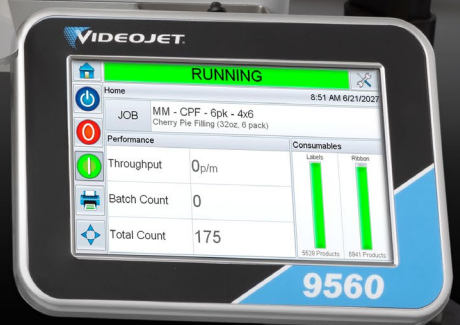 VIDEOJET.
RUNNING
Home
8:51 AM 6/21/2027
JOB
MM - CPF - 6pk - 4x6
Cherry Pie Filling (32oz, 6 pack)
Performance
Consumables
Throughput
0p/m
Labels
Ribbon
Batch Count
0
Total Count
175
5528 Products
8941 Products
9560